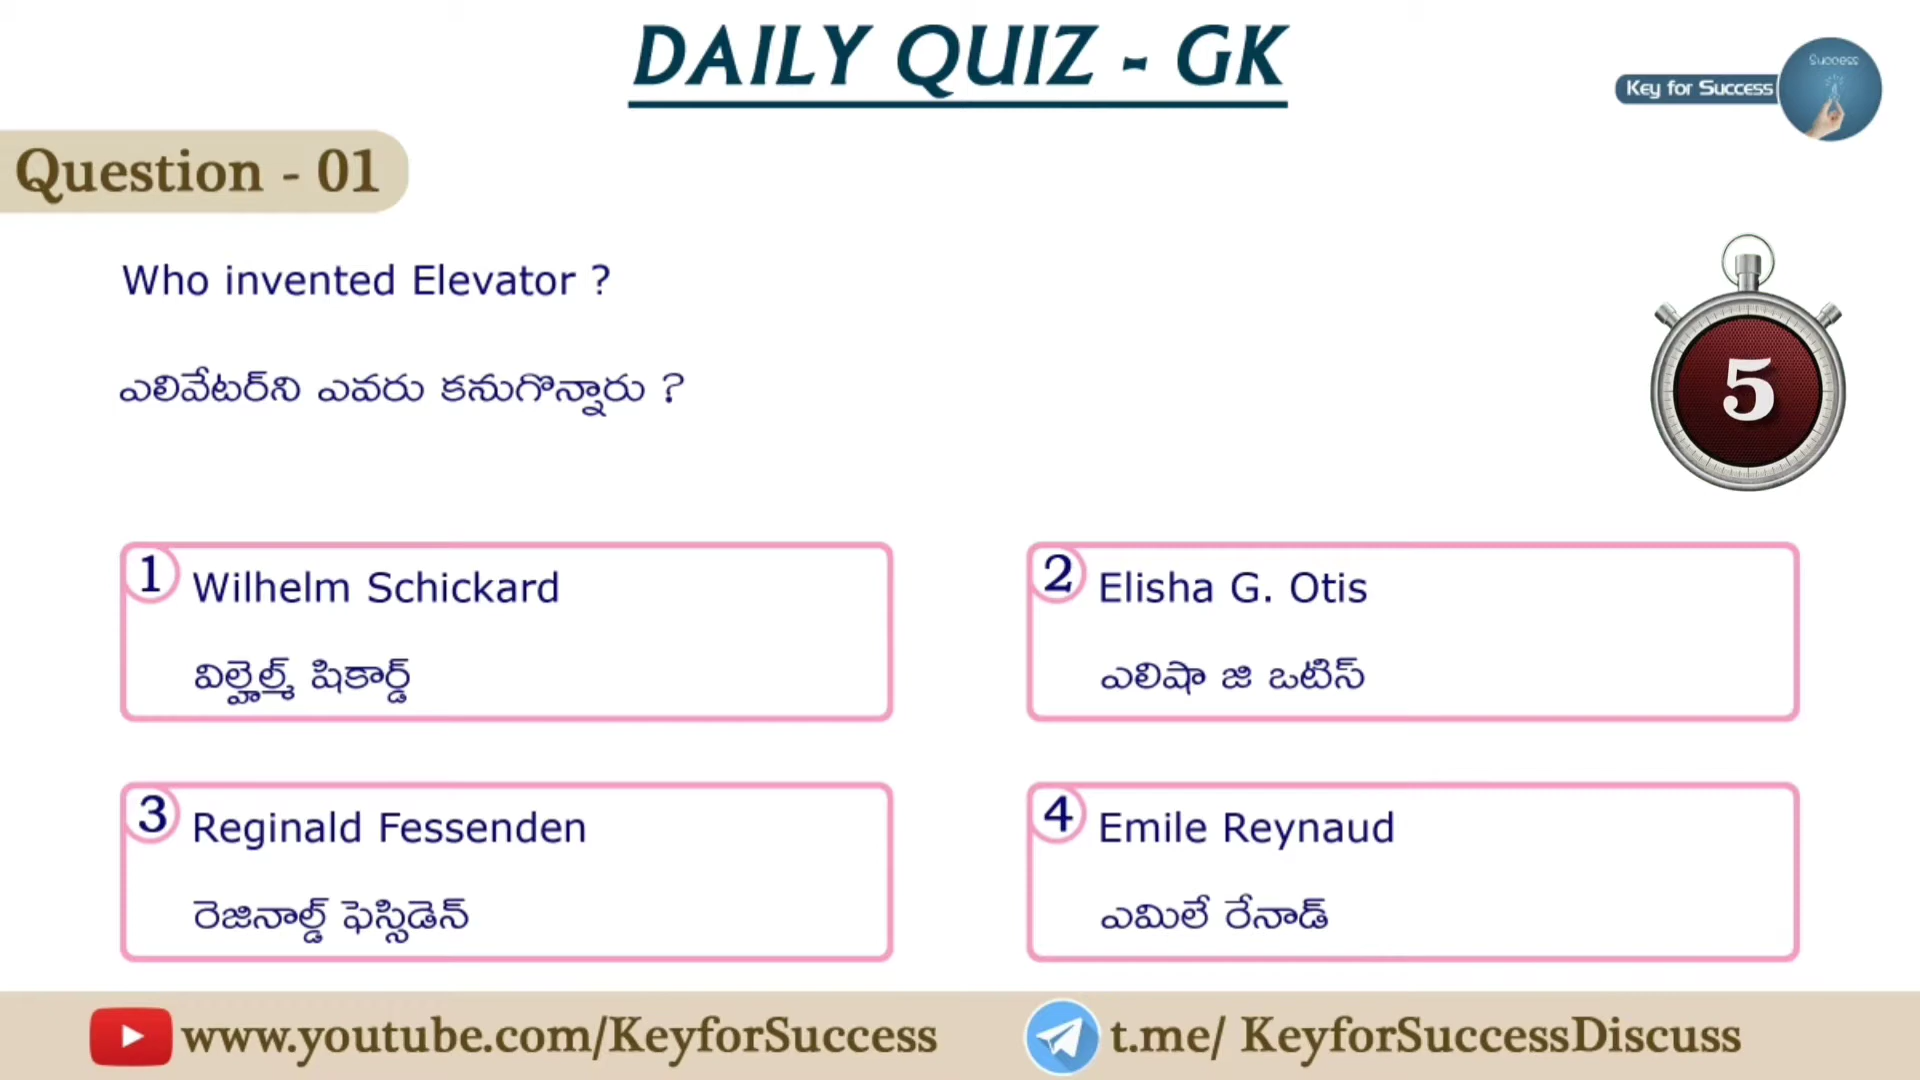 DAILY QUIZ - GK
Key for Success
Success
Question - 01
Who invented Elevator ?
ఎలివేటర్‌ని ఎవరు కనుగొన్నారు ?
5
1 Wilhelm Schickard
విల్హెల్మ్ షికార్డ్
2 Elisha G. Otis
ఎలిషా జి ఒటిస్
3 Reginald Fessenden
రెజినాల్డ్ ఫెస్సిడెన్
4 Emile Reynaud
ఎమిలే రేనాడ్
www.youtube.com/KeyforSuccess
t.me/ KeyforSuccessDiscuss